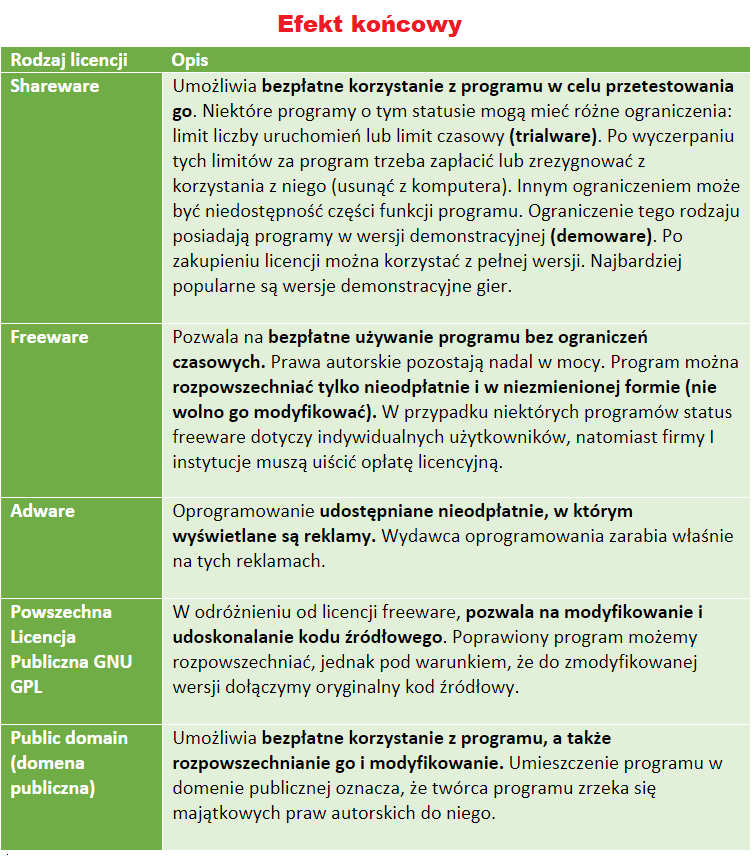 Efekt końcowy
Rodzaj licencji Opis
Shareware
Umożliwia bezpłatne korzystanie z programu w celu przetestowania
go. Niektóre programy o tym statusie mogą mieć różne ograniczenia:
limit liczby uruchomień lub limit czasowy (trialware). Po wyczerpaniu
tych limitów za program trzeba zapłacić lub zrezygnować z
korzystania z niego (usunąć z komputera). Innym ograniczeniem może
być niedostępność części funkcji programu. Ograniczenie tego rodzaju
posiadają programy w wersji demonstracyjnej (demoware). Po
zakupieniu licencji można korzystać z pełnej wersji. Najbardziej
popularne są wersje demonstracyjne gier.
Freeware
Pozwala na bezpłatne używanie programu bez ograniczeń
czasowych. Prawa autorskie pozostają nadal w mocy. Program można
rozpowszechniać tylko nieodpłatnie i w niezmienionej formie (nie
wolno go modyfikować). W przypadku niektórych programów status
freeware dotyczy indywidualnych użytkowników, natomiast firmy I
instytucje muszą uiścić opłatę licencyjną.
Adware
Oprogramowanie udostępniane nieodpłatnie, w którym
wyświetlane są reklamy. Wydawca oprogramowania zarabia właśnie
na tych reklamach.
Powszechna
Licencja
Publiczna GNU
GPL
W odróżnieniu od licencji freeware, pozwala na modyfikowanie i
udoskonalanie kodu źródłowego. Poprawiony program możemy
rozpowszechniać, jednak pod warunkiem, że do zmodyfikowanej
wersji dołączymy oryginalny kod źródłowy.
Public domain
(domena
publiczna)
Umożliwia bezpłatne korzystanie z programu, a także
rozpowszechnianie go i modyfikowanie. Umieszczenie programu w
domenie publicznej oznacza, że twórca programu zrzeka się
majątkowych praw autorskich do niego.